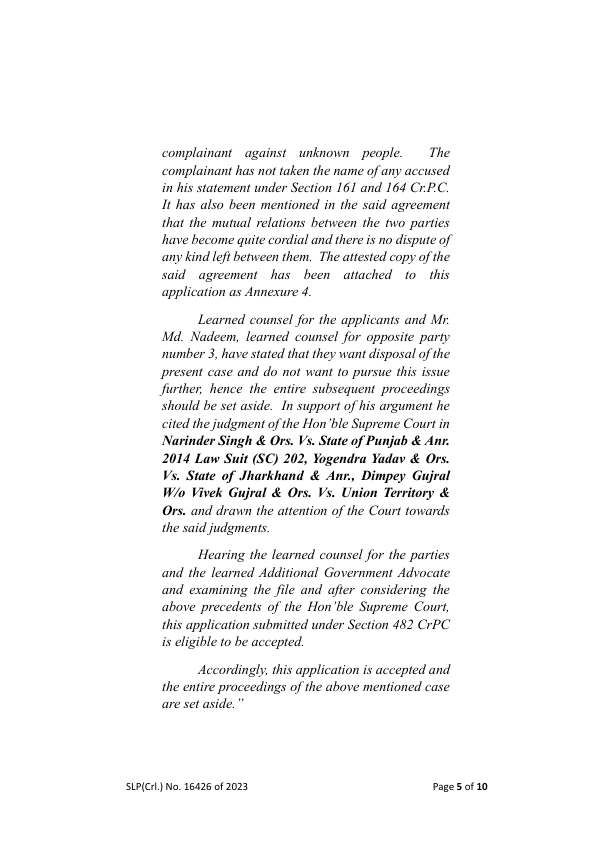 complainant against unknown people. The
complainant has not taken the name of any accused
in his statement under Section 161 and 164 Cr.P.C.
It has also been mentioned in the said agreement
that the mutual relations between the two parties
have become quite cordial and there is no dispute of
any kind left between them. The attested copy of the
said agreement has been attached to this
application as Annexure 4.
Learned counsel for the applicants and Mr.
Md. Nadeem, learned counsel for opposite party
number 3, have stated that they want disposal of the
present case and do not want to pursue this issue
further, hence the entire subsequent proceedings
should be set aside. In support of his argument he
cited the judgment of the Hon’ble Supreme Court in
Narinder Singh & Ors. Vs. State of Punjab & Anr.
2014 Law Suit (SC) 202, Yogendra Yadav & Ors.
Vs. State of Jharkhand & Anr., Dimpey Gujral
W/o Vivek Gujral & Ors. Vs. Union Territory &
Ors. and drawn the attention of the Court towards
the said judgments.
Hearing the learned counsel for the parties
and the learned Additional Government Advocate
and examining the file and after considering the
above precedents of the Hon’ble Supreme Court,
this application submitted under Section 482 CrPC
is eligible to be accepted.
Accordingly, this application is accepted and
the entire proceedings of the above mentioned case
are set aside.”
SLP(Crl.) No. 16426 of 2023 Page 5 of 10